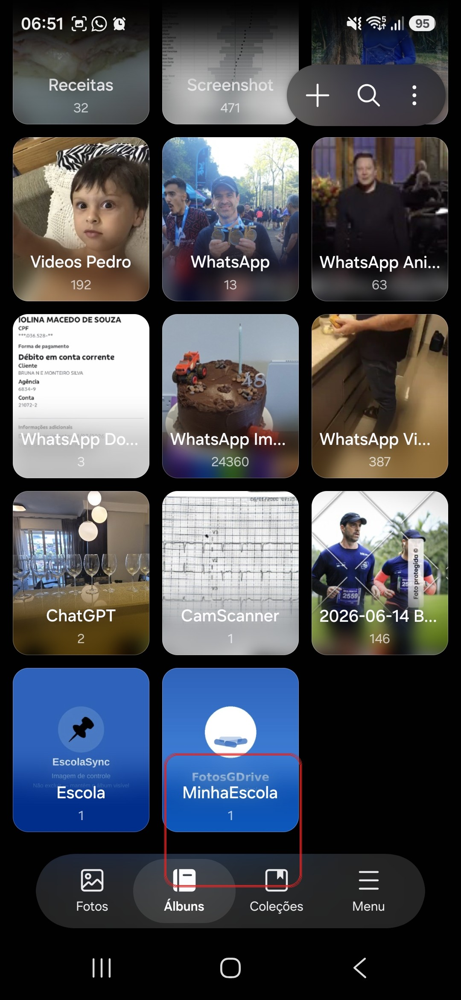 06:51
5
95
Receitas
32
Screenshot
471
Videos Pedro
192
WhatsApp
13
WhatsApp Ani...
63
IOLINA MACEDO DE SOUZA
CPF
***.036.528-**
Forma de pagamento
Débito em conta corrente
Cliente
BRUNA N E MONTEIRO SILVA
Agência
6834-9
Conta
21072-2
Informações adicionais
WhatsApp Do...
3
48
WhatsApp Im...
24360
WhatsApp Vi...
387
ChatGPT
2
V2
CamScanner
1
2559
Foto protegida ©
2026-06-14 B...
146
EscolaSync
Imagem de controle
Não excluir — mantém o álbum visível
Escola
1
FotosGDrive
MinhaEscola
1
Fotos
Álbuns
Coleções
Menu